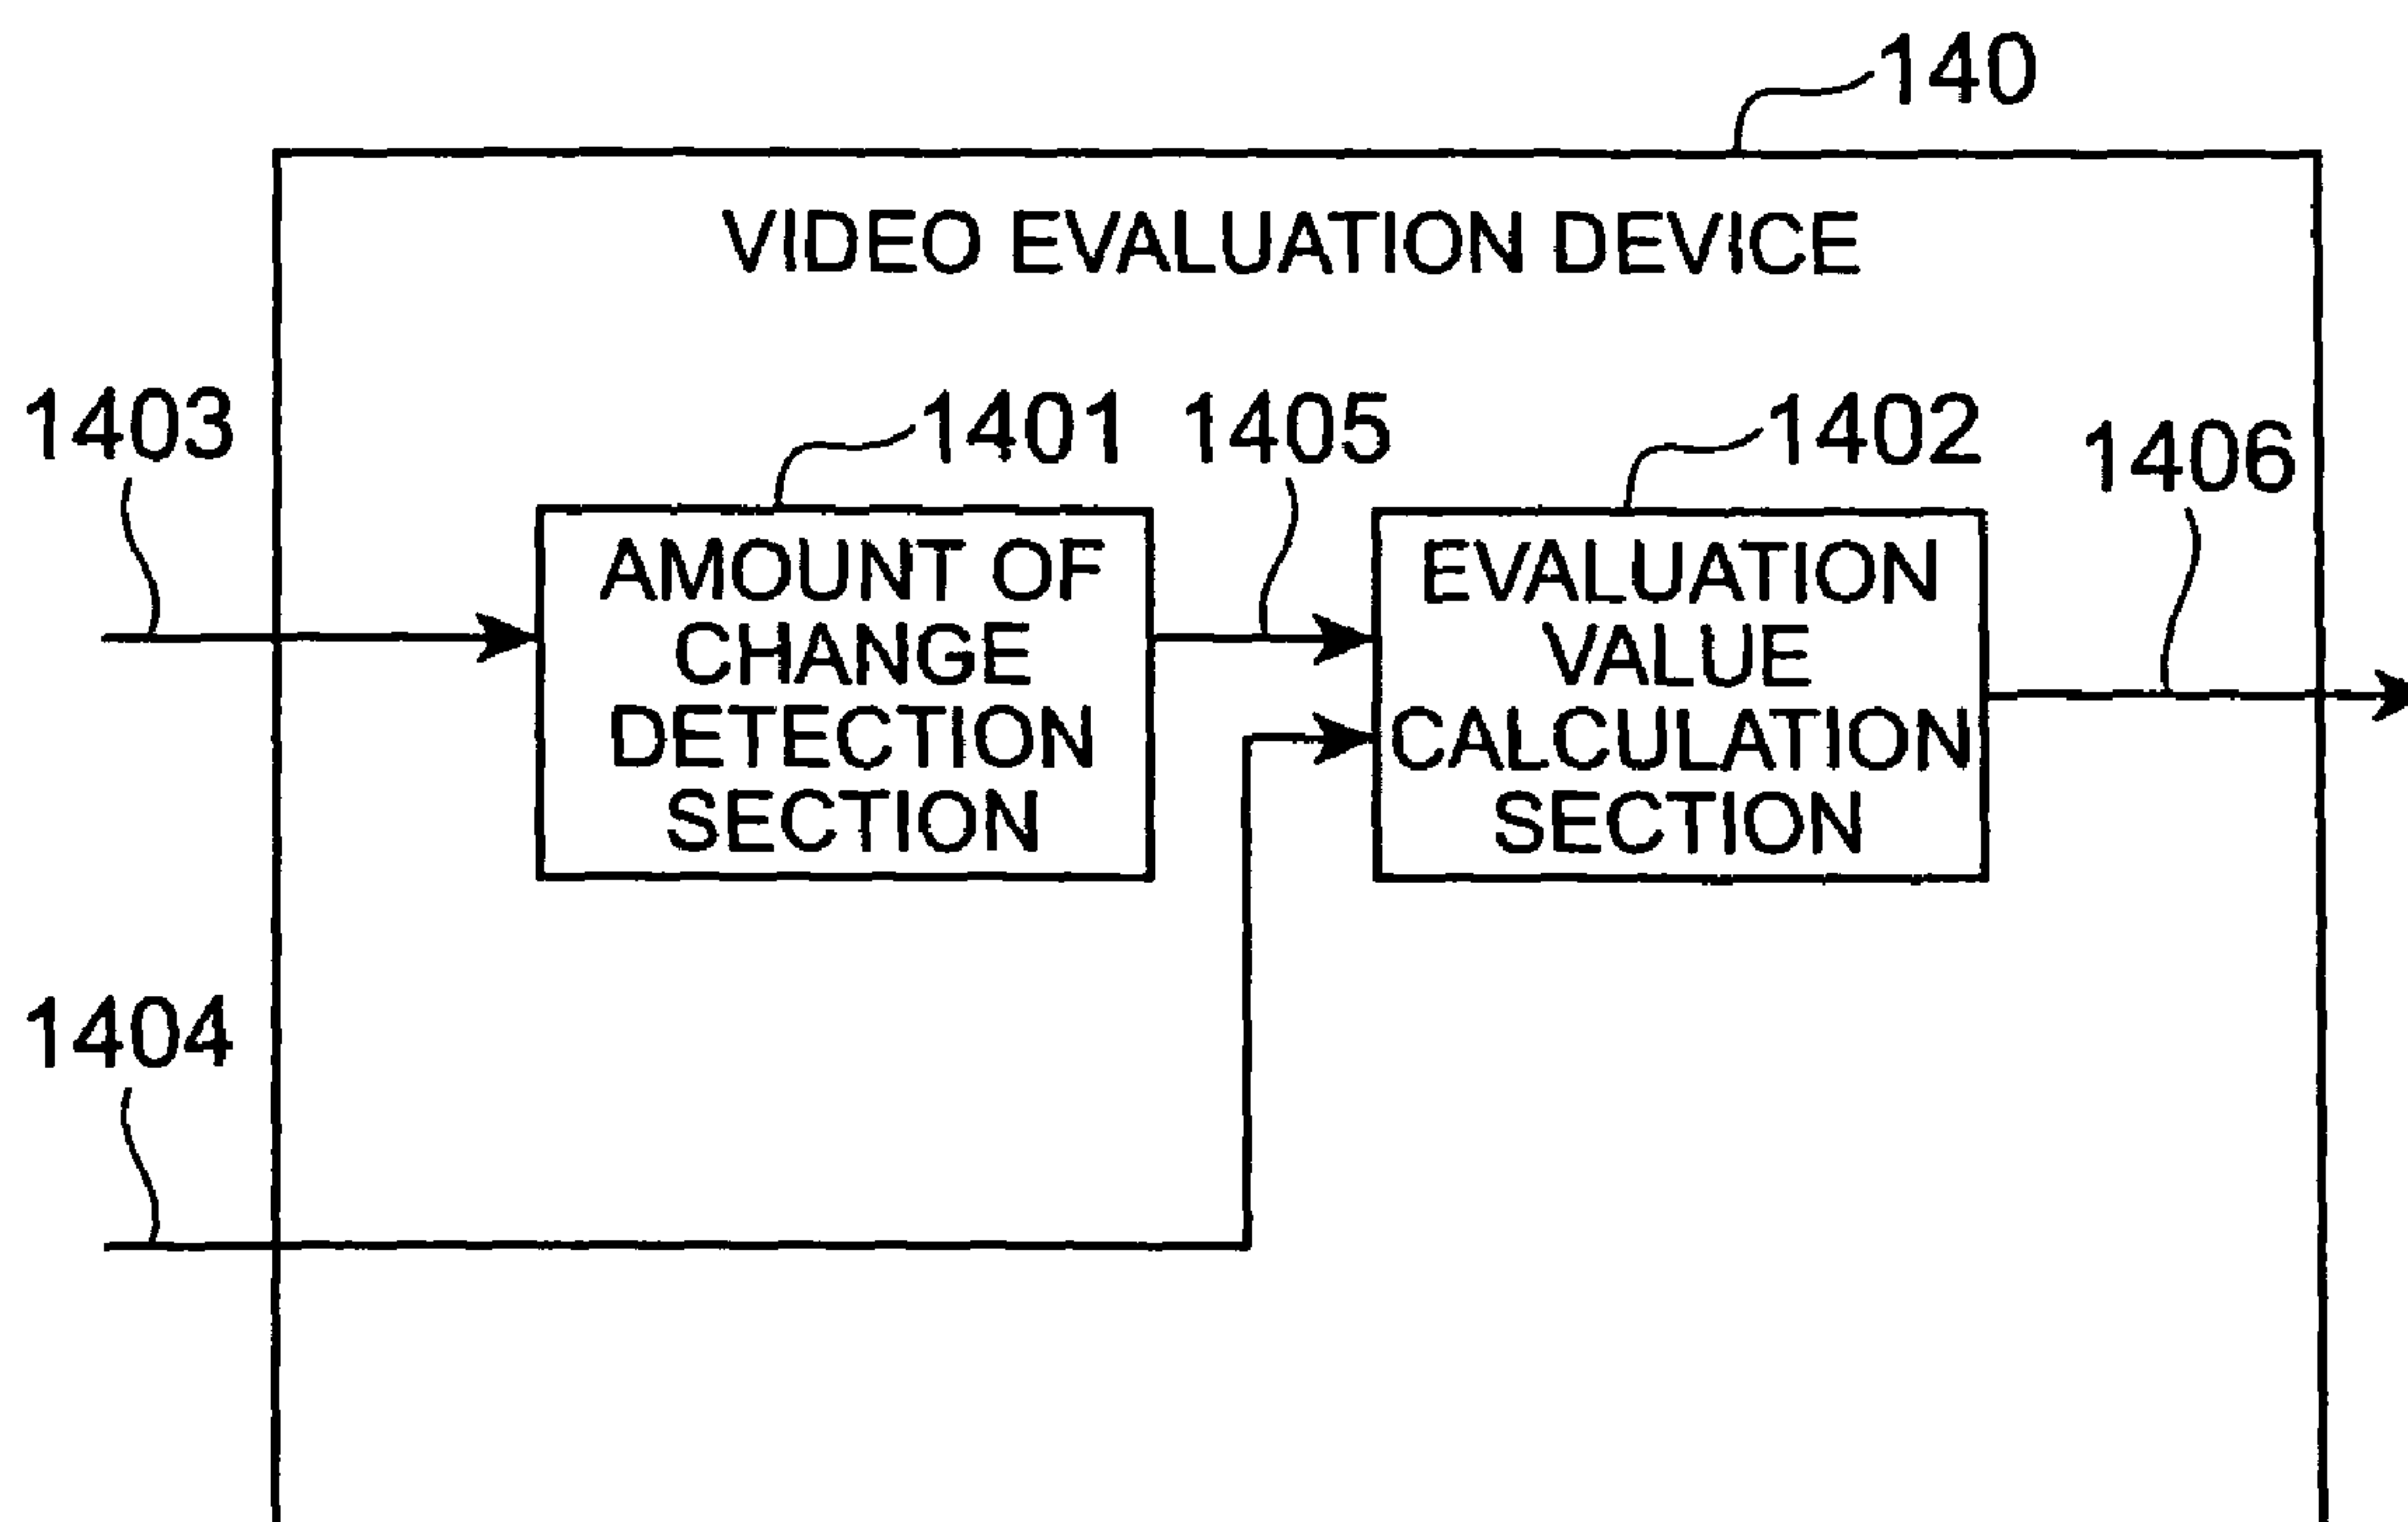 140
VIDEO EVALUATION DEVICE
1403
1401
1405
1402
1406
AMOUNT OF
CHANGE
DETECTION
SECTION
EVALUATION
VALUE
CALCULATION
SECTION
1404